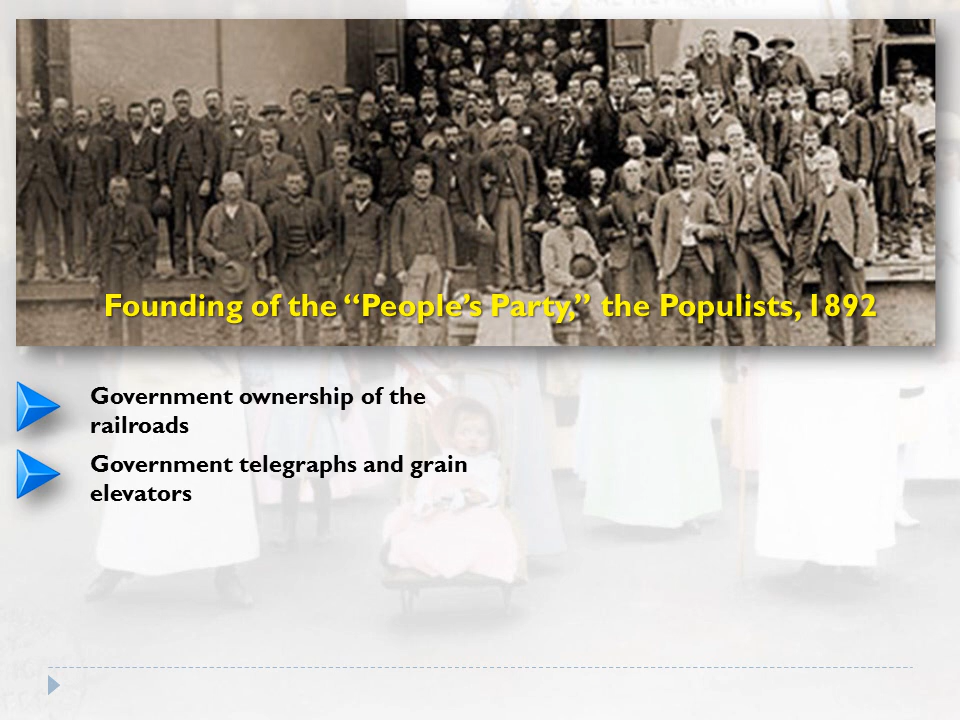 Founding of the “People’s Party,” the Populists, 1892
Government ownership of the
railroads
Government telegraphs and grain
elevators